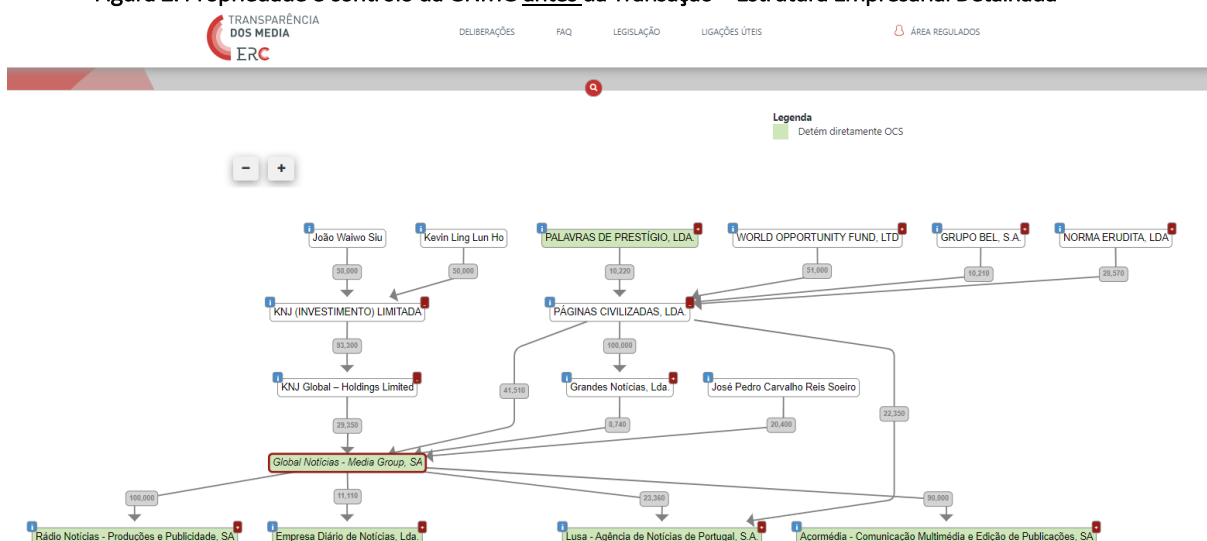 Figura 2: Propriedade e controlo da GNMG antes da Transação – Estrutura Empresarial Detalhada
TRANSPARÊNCIA
DOS MEDIA
ERC
DELIBERAÇÕES FAQ LEGISLAÇÃO LIGAÇÕES ÚTEIS ÁREA REGULADOS
Legenda
Detém diretamente OCS
João Waiwo Siu Kevin Ling Lun Ho PALAVRAS DE PRESTÍGIO, LDA. WORLD OPPORTUNITY FUND, LTD GRUPO BEL, S.A. NORMA ERUDITA, LDA
50,000 50,000 10,220 51,000 10,210 28,570
KNJ (INVESTIMENTO) LIMITADA PÁGINAS CIVILIZADAS, LDA.
93,300 100,000
KNJ Global – Holdings Limited 41,510 Grandes Notícias, Lda. José Pedro Carvalho Reis Soeiro
29,350 8,740 20,400 22,350
Global Notícias - Media Group, SA
100,000 11,110 23,360 90,000
Rádio Notícias - Produções e Publicidade, SA Empresa Diário de Notícias, Lda. Lusa - Agência de Notícias de Portugal, S.A. Acormédia - Comunicação Multimédia e Edição de Publicações, SA